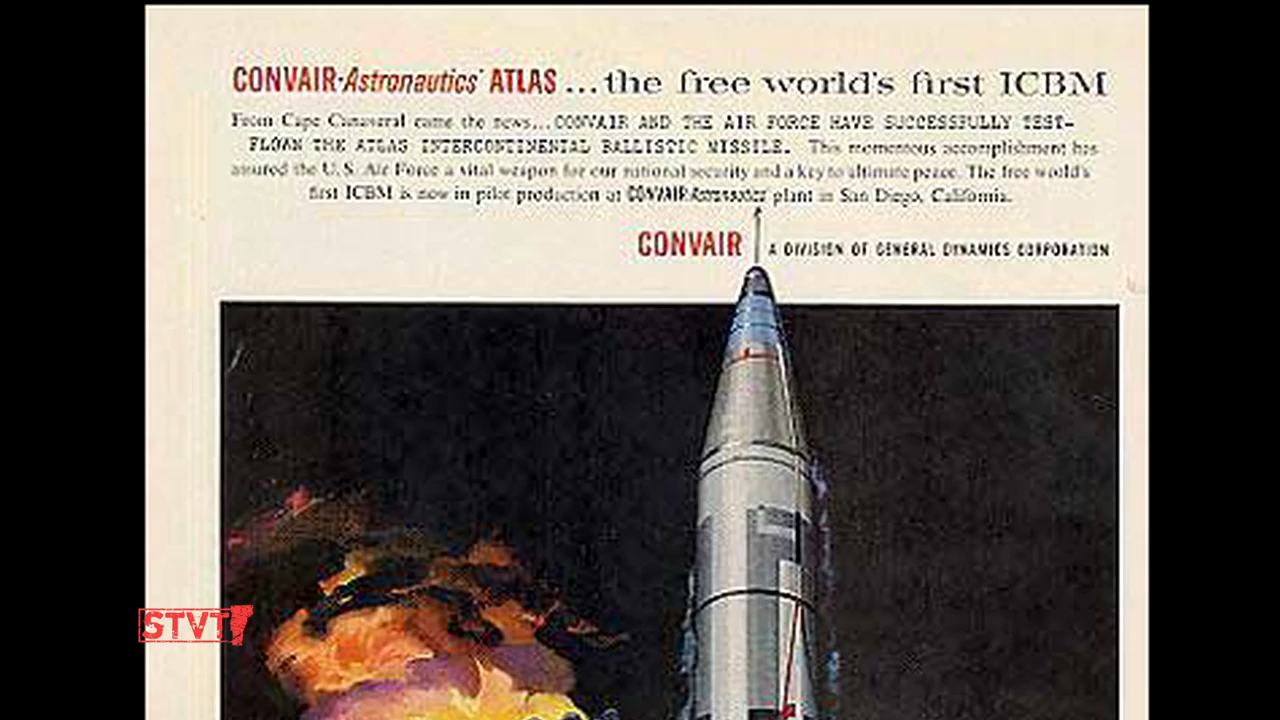 CONVAIR-Astronautics' ATLAS...the free world's first ICBM
From Cape Canaveral came the news...CONVAIR AND THE AIR FORCE HAVE SUCCESSFULLY TEST-
FLOWN THE ATLAS INTERCONTINENTAL BALLISTIC MISSILE. This momentous accomplishment has
assured the U.S. Air Force a vital weapon for our national security and a key to ultimate peace. The free world's
first ICBM is now in pilot production at CONVAIR-Astronautics' plant in San Diego, California.
CONVAIR A DIVISION OF GENERAL DYNAMICS CORPORATION
STVT